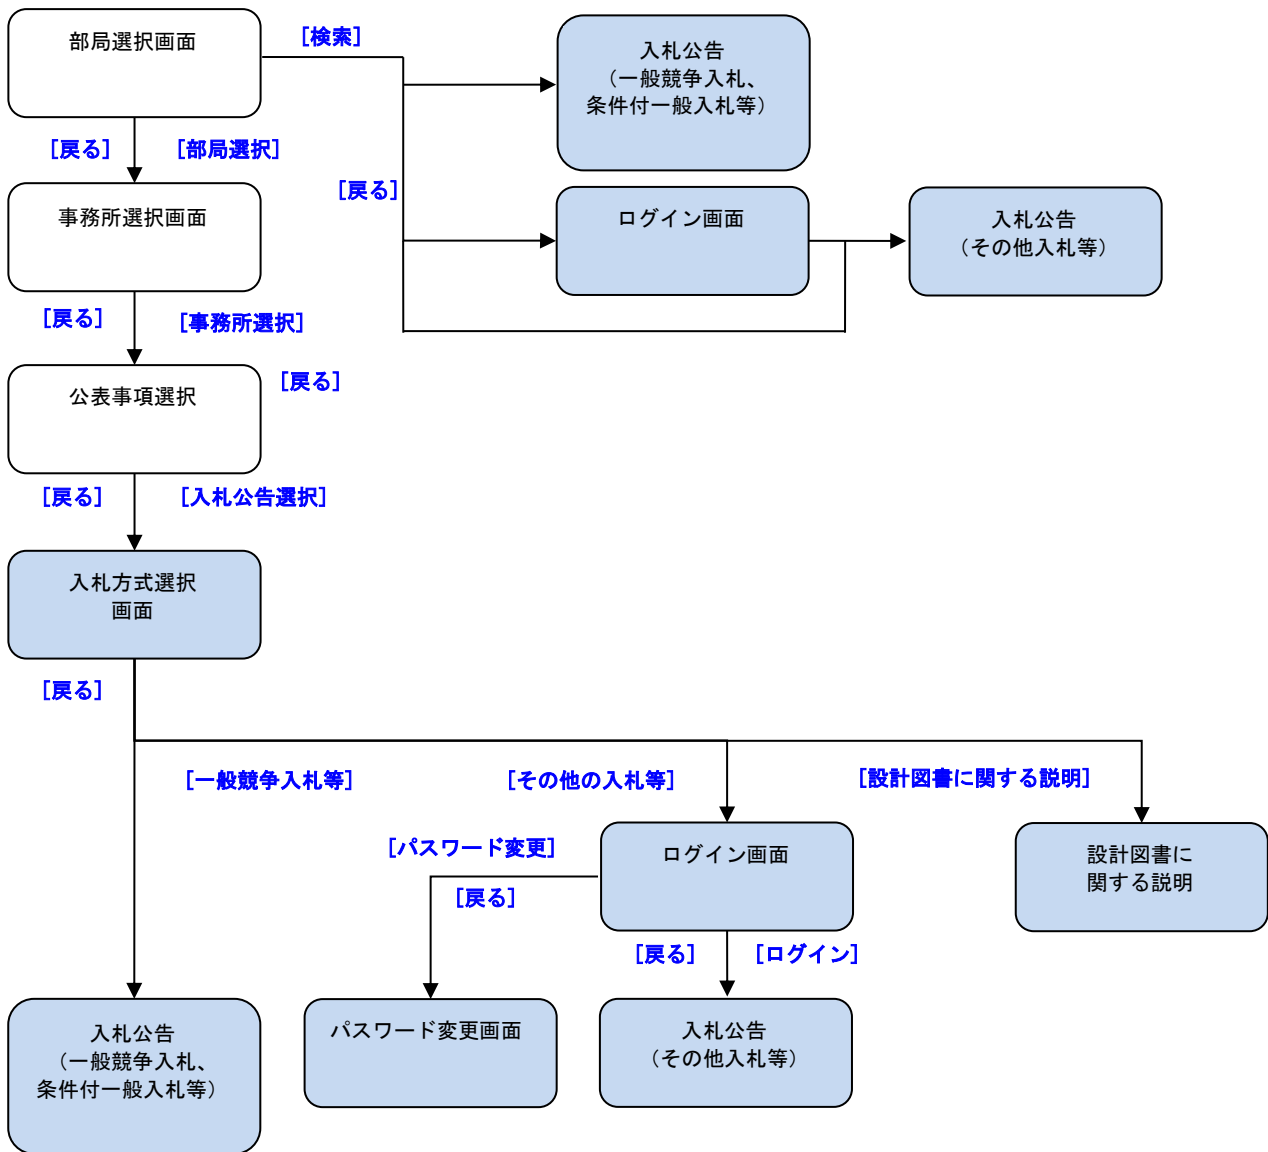 部局選択画面
[検索]
入札公告
（一般競争入札、
条件付一般入札等）
[戻る]
[部局選択]
[戻る]
事務所選択画面
ログイン画面
入札公告
（その他入札等）
[戻る]
[事務所選択]
[戻る]
公表事項選択
[戻る]
[入札公告選択]
入札方式選択
画面
[戻る]
[一般競争入札等]
[その他の入札等]
[設計図書に関する説明]
[パスワード変更]
[戻る]
ログイン画面
設計図書に
関する説明
[戻る]
[ログイン]
入札公告
（一般競争入札、
条件付一般入札等）
パスワード変更画面
入札公告
（その他入札等）